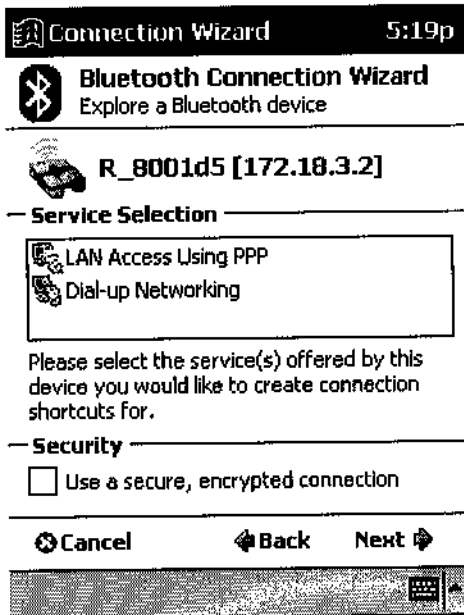 Connection Wizard 5:19p
Bluetooth Connection Wizard
Explore a Bluetooth device
R_8001d5 [172.18.3.2]
Service Selection
LAN Access Using PPP
Dial-up Networking
Please select the service(s) offered by this
device you would like to create connection
shortcuts for.
Security
Use a secure, encrypted connection
Cancel Back Next